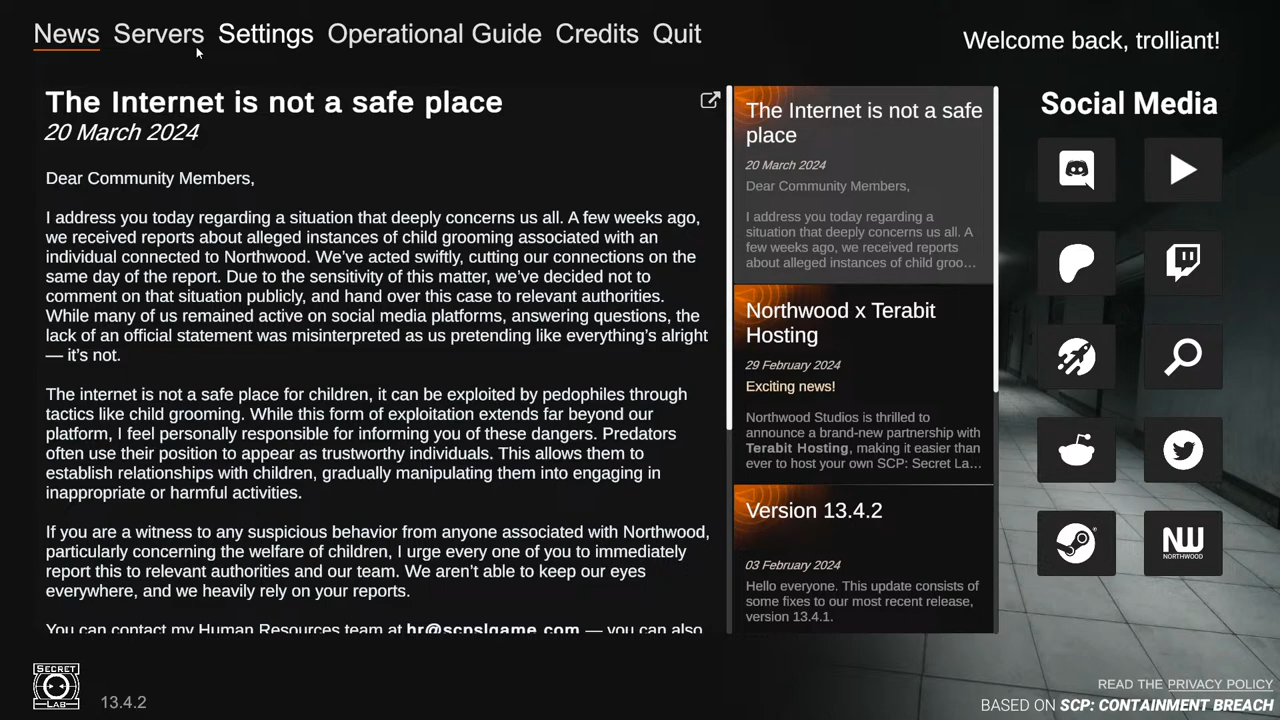 News Servers Settings Operational Guide Credits Quit
Welcome back, trolliant!
The Internet is not a safe place
20 March 2024
Dear Community Members,
I address you today regarding a situation that deeply concerns us all. A few weeks ago,
we received reports about alleged instances of child grooming associated with an
individual connected to Northwood. We've acted swiftly, cutting our connections on the
same day of the report. Due to the sensitivity of this matter, we've decided not to
comment on that situation publicly, and hand over this case to relevant authorities.
While many of us remained active on social media platforms, answering questions, the
lack of an official statement was misinterpreted as us pretending like everything's alright
— it's not.
The internet is not a safe place for children, it can be exploited by pedophiles through
tactics like child grooming. While this form of exploitation extends far beyond our
platform, I feel personally responsible for informing you of these dangers. Predators
often use their position to appear as trustworthy individuals. This allows them to
establish relationships with children, gradually manipulating them into engaging in
inappropriate or harmful activities.
If you are a witness to any suspicious behavior from anyone associated with Northwood,
particularly concerning the welfare of children, I urge every one of you to immediately
report this to relevant authorities and our team. We aren't able to keep our eyes
everywhere, and we heavily rely on your reports.
You can contact my Human Resources team at hr@scpslgame.com — you can also
The Internet is not a safe
place
20 March 2024
Dear Community Members,
I address you today regarding a
situation that deeply concerns us all. A
few weeks ago, we received reports
about alleged instances of child groo...
Northwood x Terabit
Hosting
29 February 2024
Exciting news!
Northwood Studios is thrilled to
announce a brand-new partnership with
Terabit Hosting, making it easier than
ever to host your own SCP: Secret La...
Version 13.4.2
03 February 2024
Hello everyone. This update consists of
some fixes to our most recent release,
version 13.4.1.
Social Media
NW
NORTHWOOD
SECRET
LAB
13.4.2
READ THE PRIVACY POLICY
BASED ON SCP: CONTAINMENT BREACH